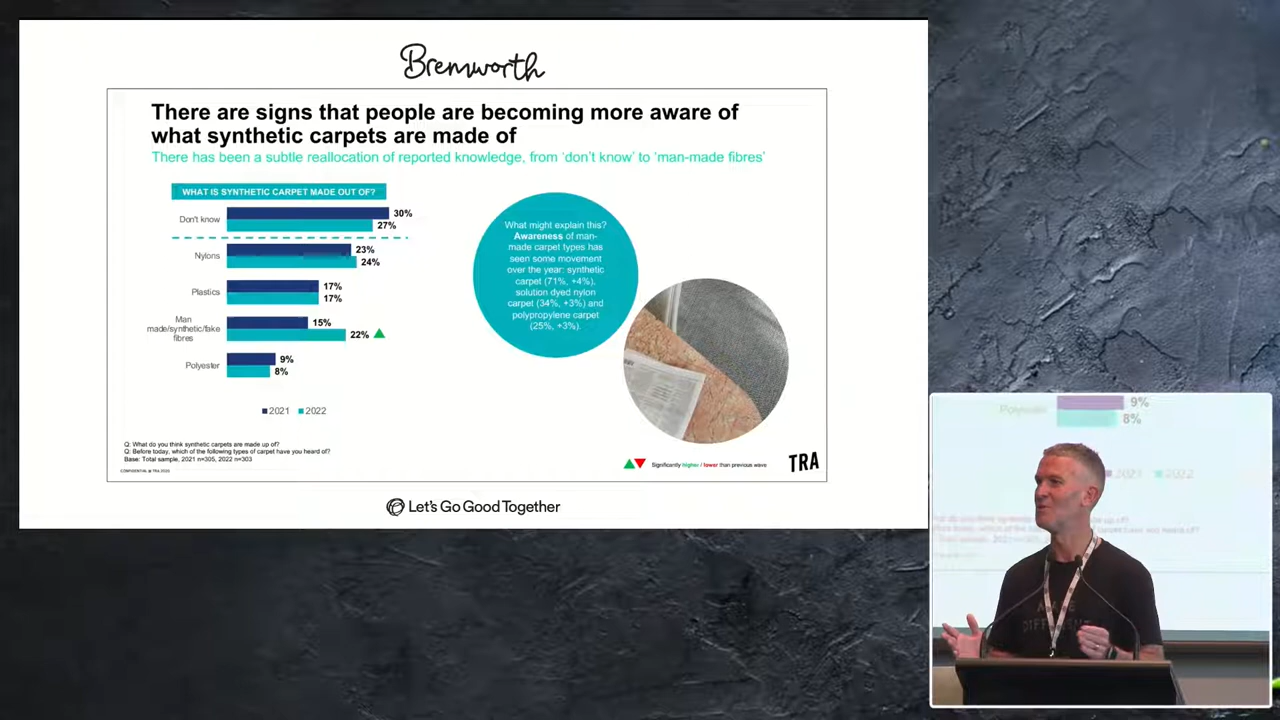 Bremworth
There are signs that people are becoming more aware of
what synthetic carpets are made of
There has been a subtle reallocation of reported knowledge, from ‘don’t know’ to ‘man-made fibres’
WHAT IS SYNTHETIC CARPET MADE OUT OF?
Don't know
30%
27%
Nylons
23%
24%
Plastics
17%
17%
Man
made/synthetic/fake
fibres
15%
22%
Polyester
9%
8%
2021 2022
What might explain this?
Awareness of man-
made carpet types has
seen some movement
over the year: synthetic
carpet (71%, +4%),
solution dyed nylon
carpet (34%, +3%) and
polypropylene carpet
(25%, +3%).
Q: What do you think synthetic carpets are made up of?
Q: Before today, which of the following types of carpet have you heard of?
Base: Total sample, 2021 n=305, 2022 n=303
Significantly higher / lower than previous wave
TRA
Let's Go Good Together
9%
8%
2022